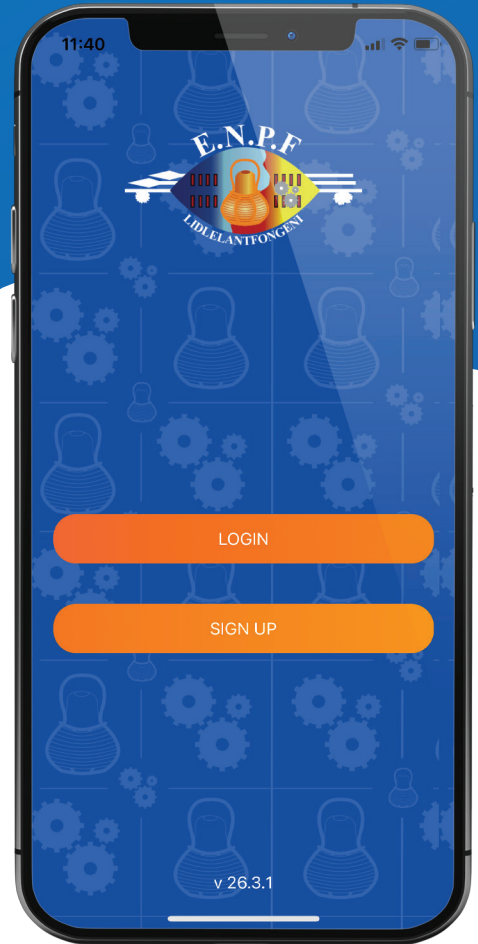 11:40
E.N.P.F
LIDLELANTFONGENI
LOGIN
SIGN UP
v 26.3.1